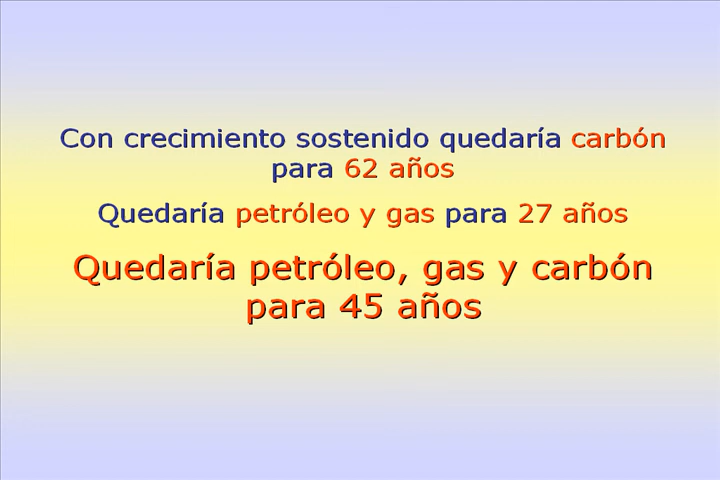 Con crecimiento sostenido quedaría carbón
para 62 años
Quedaría petróleo y gas para 27 años
Quedaría petróleo, gas y carbón
para 45 años